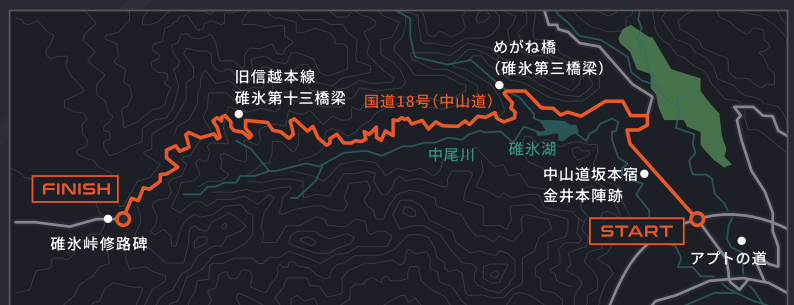 めがね橋
（碓氷第三橋梁）
旧信越本線
碓氷第十三橋梁
国道18号（中山道）
中尾川
碓氷湖
中山道坂本宿
金井本陣跡
FINISH
START
碓氷峠修路碑
アプトの道